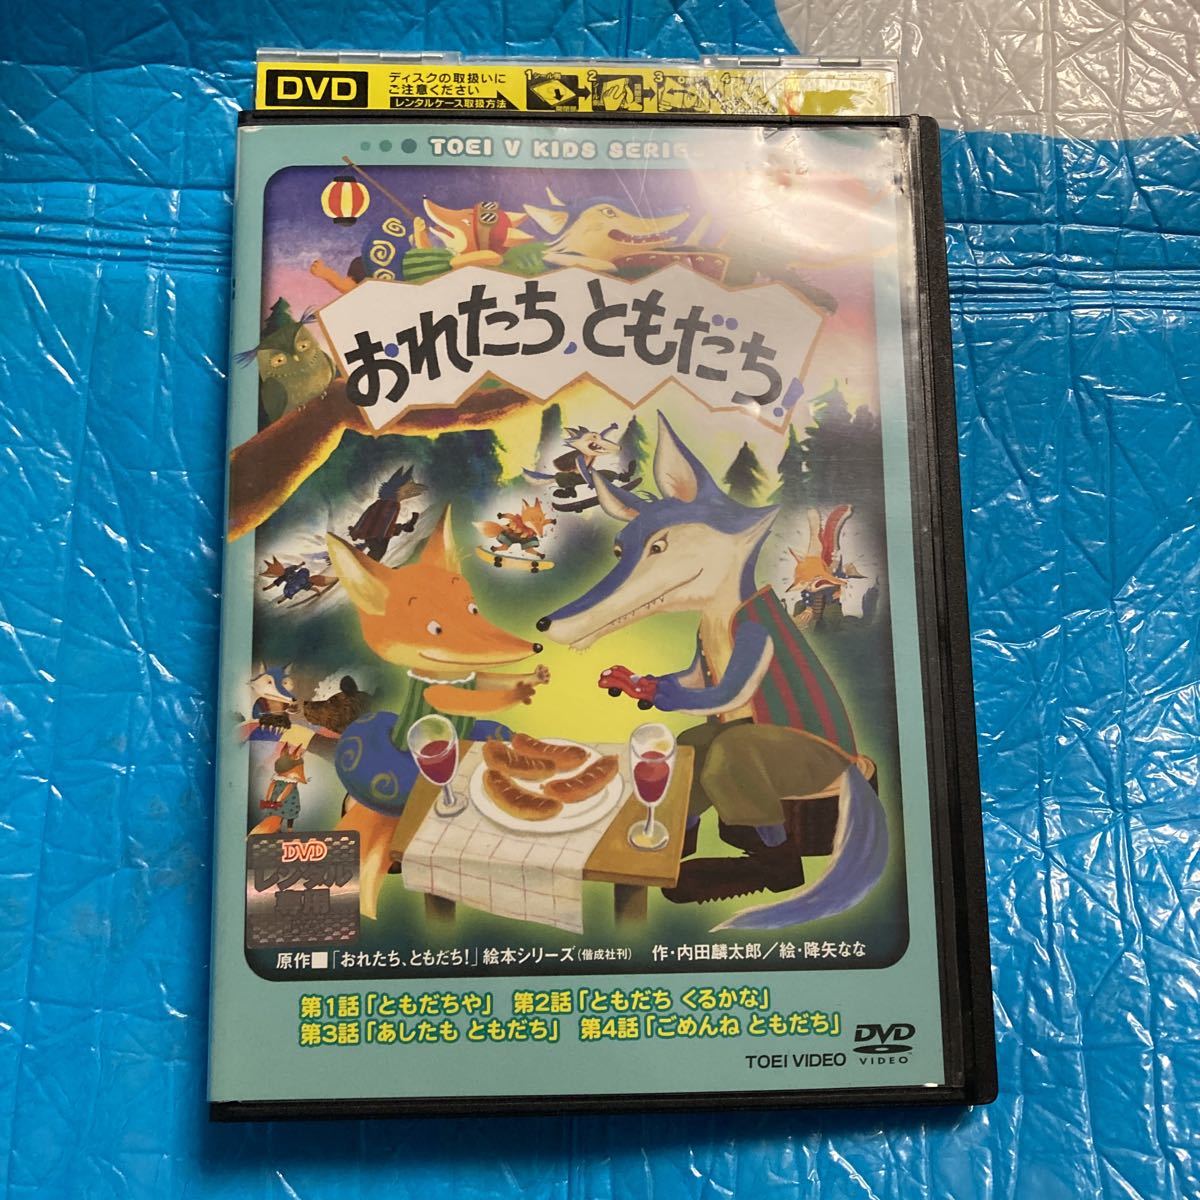 DVD
ディスクの取扱いに
ご注意ください
レンタルケース取扱方法
1
2
3
4
TOEI V KIDS SERIES
おれたち、ともだち!
DVD
レンタル
専用
原作■「おれたち、ともだち!」絵本シリーズ(偕成社刊) 作・内田麟太郎/絵・降矢なな
第1話「ともだちや」 第2話「ともだち くるかな」
第3話「あしたも ともだち」 第4話「ごめんね ともだち」
TOEI VIDEO
DVD
VIDEO